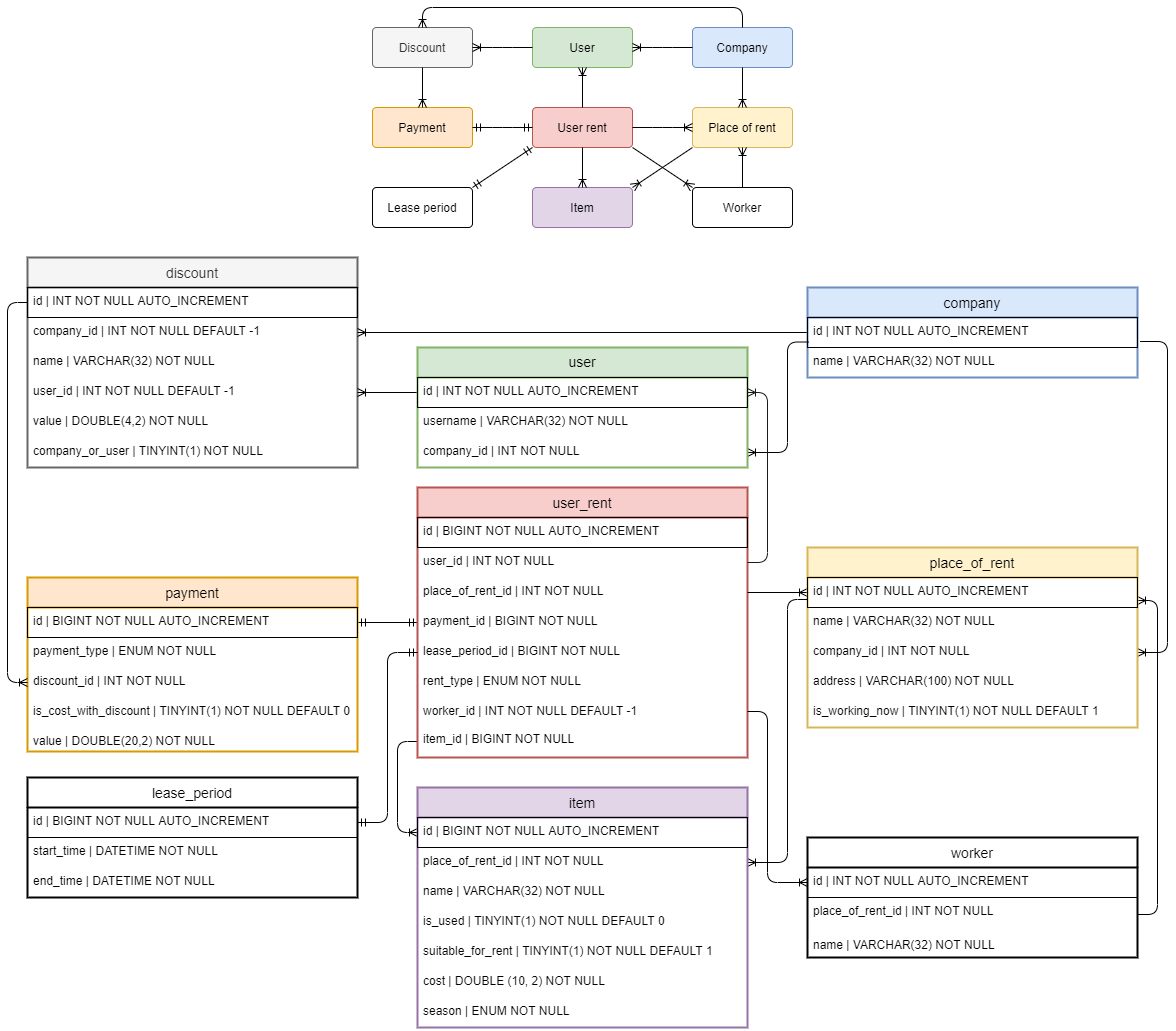 Discount
User
Company
Payment
User rent
Place of rent
Lease period
Item
Worker
discount
id | INT NOT NULL AUTO_INCREMENT
company_id | INT NOT NULL DEFAULT -1
name | VARCHAR(32) NOT NULL
user_id | INT NOT NULL DEFAULT -1
value | DOUBLE(4,2) NOT NULL
company_or_user | TINYINT(1) NOT NULL
company
id | INT NOT NULL AUTO_INCREMENT
name | VARCHAR(32) NOT NULL
user
id | INT NOT NULL AUTO_INCREMENT
username | VARCHAR(32) NOT NULL
company_id | INT NOT NULL
user_rent
id | BIGINT NOT NULL AUTO_INCREMENT
user_id | INT NOT NULL
place_of_rent_id | INT NOT NULL
payment_id | BIGINT NOT NULL
lease_period_id | BIGINT NOT NULL
rent_type | ENUM NOT NULL
worker_id | INT NOT NULL DEFAULT -1
item_id | BIGINT NOT NULL
place_of_rent
id | INT NOT NULL AUTO_INCREMENT
name | VARCHAR(32) NOT NULL
company_id | INT NOT NULL
address | VARCHAR(100) NOT NULL
is_working_now | TINYINT(1) NOT NULL DEFAULT 1
payment
id | BIGINT NOT NULL AUTO_INCREMENT
payment_type | ENUM NOT NULL
discount_id | INT NOT NULL
is_cost_with_discount | TINYINT(1) NOT NULL DEFAULT 0
value | DOUBLE(20,2) NOT NULL
lease_period
id | BIGINT NOT NULL AUTO_INCREMENT
start_time | DATETIME NOT NULL
end_time | DATETIME NOT NULL
item
id | BIGINT NOT NULL AUTO_INCREMENT
place_of_rent_id | INT NOT NULL
name | VARCHAR(32) NOT NULL
is_used | TINYINT(1) NOT NULL DEFAULT 0
suitable_for_rent | TINYINT(1) NOT NULL DEFAULT 1
cost | DOUBLE (10, 2) NOT NULL
season | ENUM NOT NULL
worker
id | INT NOT NULL AUTO_INCREMENT
place_of_rent_id | INT NOT NULL
name | VARCHAR(32) NOT NULL